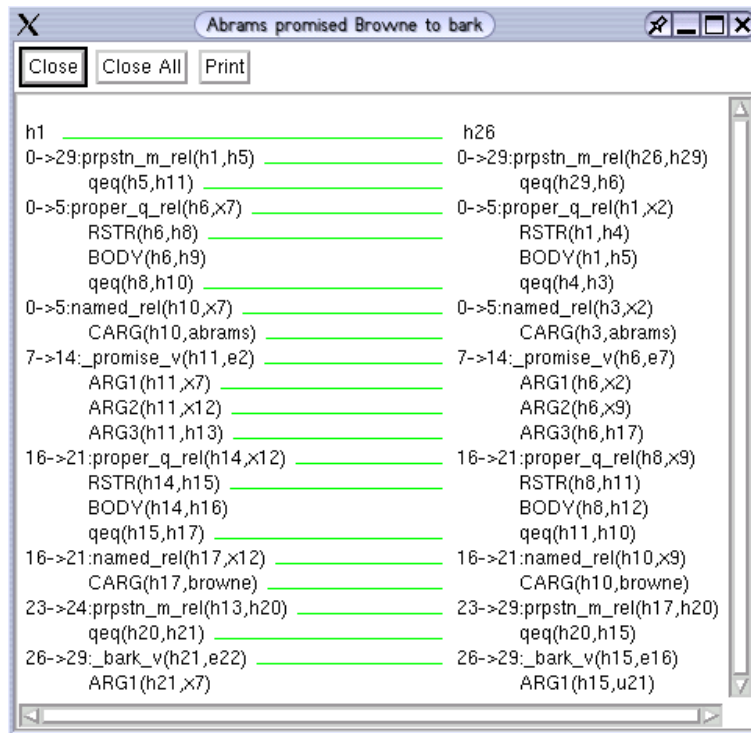 Abrams promised Browne to bark
Close Close All Print
h1 h26
0->29:prpstn_m_rel(h1,h5) 0->29:prpstn_m_rel(h26,h29)
qeq(h5,h11) qeq(h29,h6)
0->5:proper_q_rel(h6,x7) 0->5:proper_q_rel(h1,x2)
RSTR(h6,h8) RSTR(h1,h4)
BODY(h6,h9) BODY(h1,h5)
qeq(h8,h10) qeq(h4,h3)
0->5:named_rel(h10,x7) 0->5:named_rel(h3,x2)
CARG(h10,abrams) CARG(h3,abrams)
7->14:_promise_v(h11,e2) 7->14:_promise_v(h6,e7)
ARG1(h11,x7) ARG1(h6,x2)
ARG2(h11,x12) ARG2(h6,x9)
ARG3(h11,h13) ARG3(h6,h17)
16->21:proper_q_rel(h14,x12) 16->21:proper_q_rel(h8,x9)
RSTR(h14,h15) RSTR(h8,h11)
BODY(h14,h16) BODY(h8,h12)
qeq(h15,h17) qeq(h11,h10)
16->21:named_rel(h17,x12) 16->21:named_rel(h10,x9)
CARG(h17,browne) CARG(h10,browne)
23->24:prpstn_m_rel(h13,h20) 23->29:prpstn_m_rel(h17,h20)
qeq(h20,h21) qeq(h20,h15)
26->29:_bark_v(h21,e22) 26->29:_bark_v(h15,e16)
ARG1(h21,x7) ARG1(h15,u21)